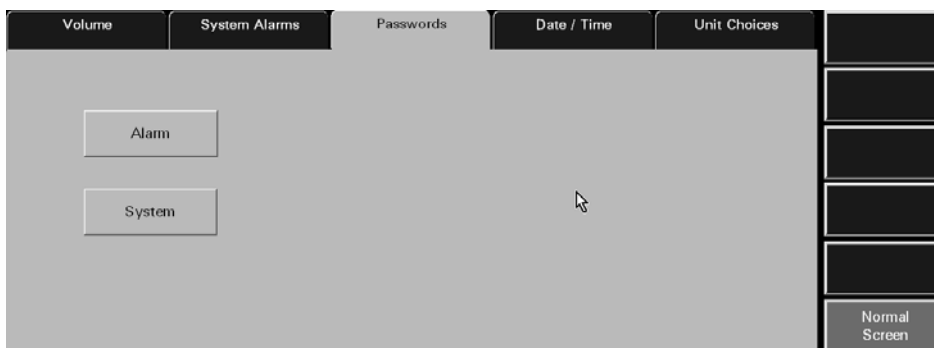 Volume
System Alarms
Passwords
Date / Time
Unit Choices
Alarm
System
Normal
Screen